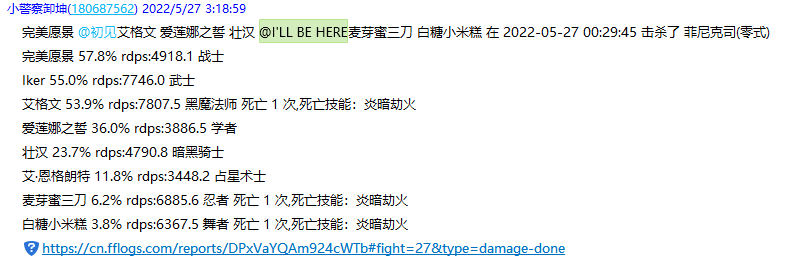 小警察卸坤(180687562) 2022/5/27 3:18:59
完美愿景 @初见艾格文 爱莲娜之誓 壮汉 @I'LL BE HERE麦芽蜜三刀 白糖小米糕 在 2022-05-27 00:29:45 击杀了 菲尼克司(零式)
完美愿景 57.8% rdps:4918.1 战士
Iker 55.0% rdps:7746.0 武士
艾格文 53.9% rdps:7807.5 黑魔法师 死亡 1 次,死亡技能：炎暗劫火
爱莲娜之誓 36.0% rdps:3886.5 学者
壮汉 23.7% rdps:4790.8 暗黑骑士
艾·恩格朗特 11.8% rdps:3448.2 占星术士
麦芽蜜三刀 6.2% rdps:6885.6 忍者 死亡 1 次,死亡技能：炎暗劫火
白糖小米糕 3.8% rdps:6367.5 舞者 死亡 1 次,死亡技能：炎暗劫火
https://cn.fflogs.com/reports/DPxVaYQAm924cWTb#fight=27&type=damage-done